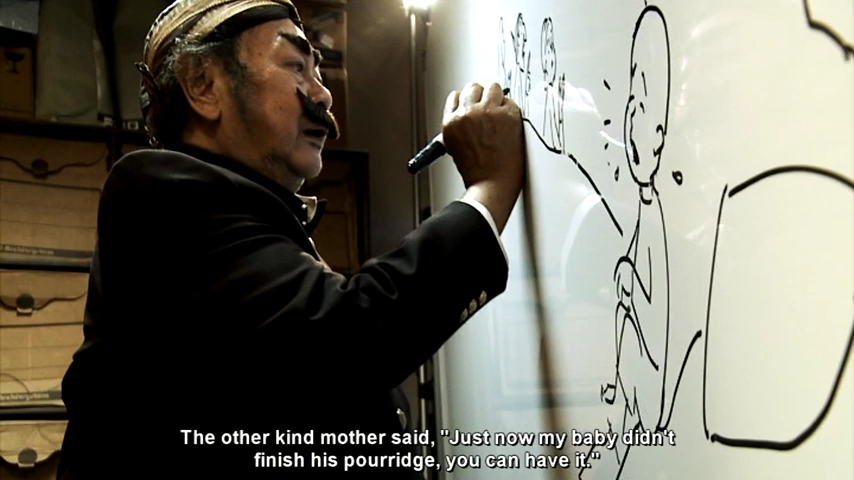 The other kind mother said, "Just now my baby didn't
finish his pourridge, you can have it."